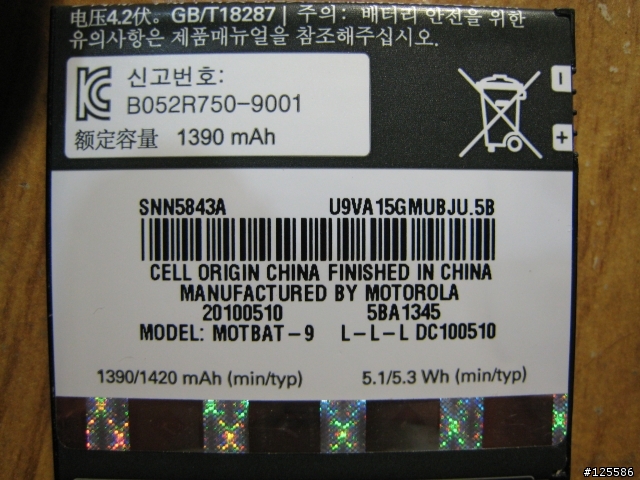 电压4.2伏。GB/T18287 | 주의: 배터리 안전을 위한
유의사항은 제품매뉴얼을 참조해주십시오.
신고번호:
B052R750-9001
额定容量 1390 mAh
SNN5843A U9VA15GMUBJU.5B
CELL ORIGIN CHINA FINISHED IN CHINA
MANUFACTURED BY MOTOROLA
20100510 5BA1345
MODEL: MOTBAT-9 L-L-L DC100510
1390/1420 mAh (min/typ) 5.1/5.3 Wh (min/typ)
#125586